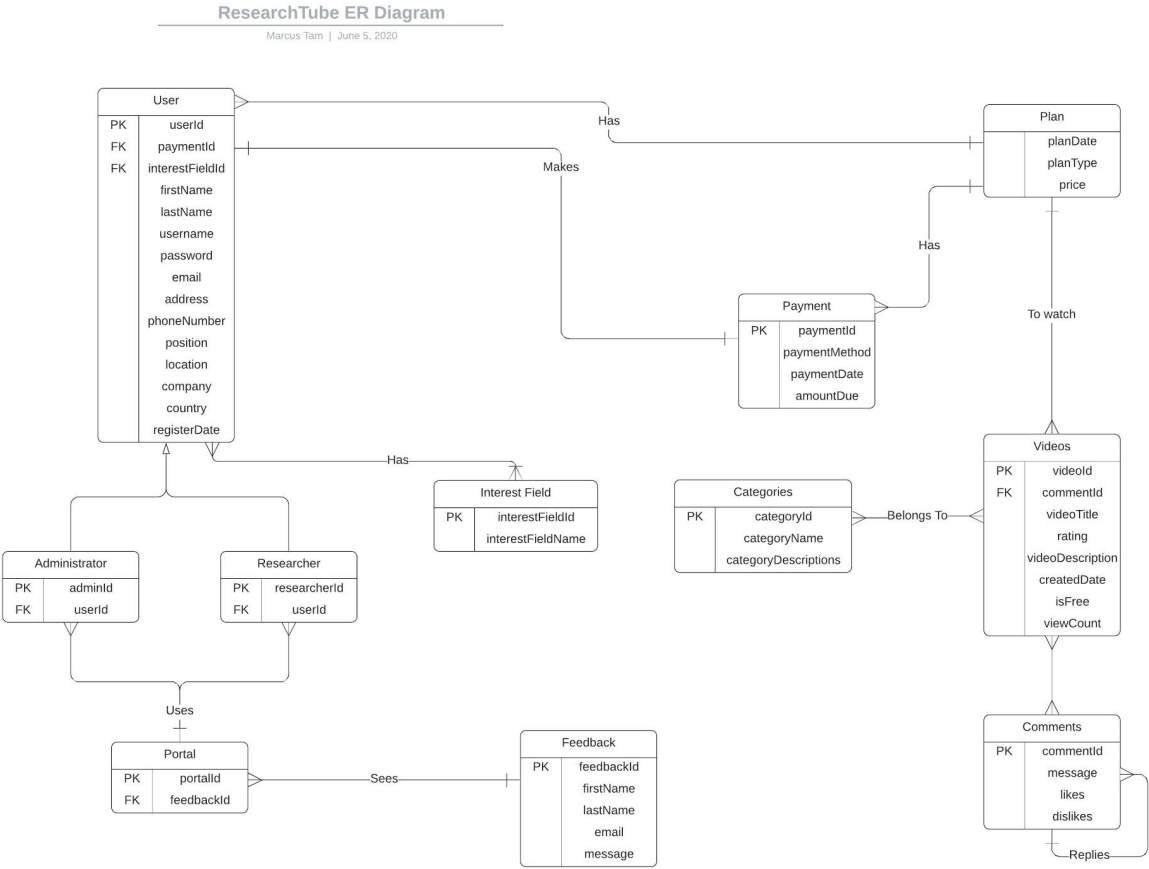 ResearchTube ER Diagram
Marcus Tam | June 5, 2020
User
PK userId
FK paymentId
FK interestFieldId
firstName
lastName
username
password
email
address
phoneNumber
position
location
company
country
registerDate
Has
Makes
Plan
planDate
planType
price
Has
Payment
PK paymentId
paymentMethod
paymentDate
amountDue
To watch
Has
Interest Field
PK interestFieldId
interestFieldName
Categories
PK categoryId
categoryName
categoryDescriptions
Belongs To
Videos
PK videoId
FK commentId
videoTitle
rating
videoDescription
createdDate
isFree
viewCount
Administrator
PK adminId
FK userId
Researcher
PK researcherId
FK userId
Uses
Portal
PK portalId
FK feedbackId
Sees
Feedback
PK feedbackId
firstName
lastName
email
message
Comments
PK commentId
message
likes
dislikes
Replies